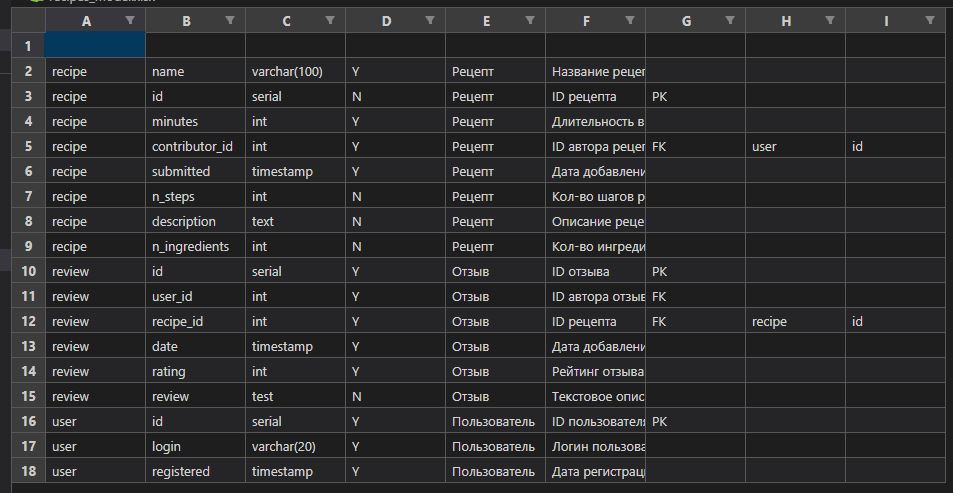 A B C D E F G H I
1
2 recipe name varchar(100) Y Рецепт Название рецеп
3 recipe id serial N Рецепт ID рецепта PK
4 recipe minutes int Y Рецепт Длительность в
5 recipe contributor_id int Y Рецепт ID автора рецеп FK user id
6 recipe submitted timestamp Y Рецепт Дата добавлени
7 recipe n_steps int N Рецепт Кол-во шагов р
8 recipe description text N Рецепт Описание реце
9 recipe n_ingredients int N Рецепт Кол-во ингреди
10 review id serial Y Отзыв ID отзыва PK
11 review user_id int Y Отзыв ID автора отзыв FK
12 review recipe_id int Y Отзыв ID рецепта FK recipe id
13 review date timestamp Y Отзыв Дата добавлени
14 review rating int Y Отзыв Рейтинг отзыва
15 review review test N Отзыв Текстовое опис
16 user id serial Y Пользователь ID пользователя PK
17 user login varchar(20) Y Пользователь Логин пользова
18 user registered timestamp Y Пользователь Дата регистрац